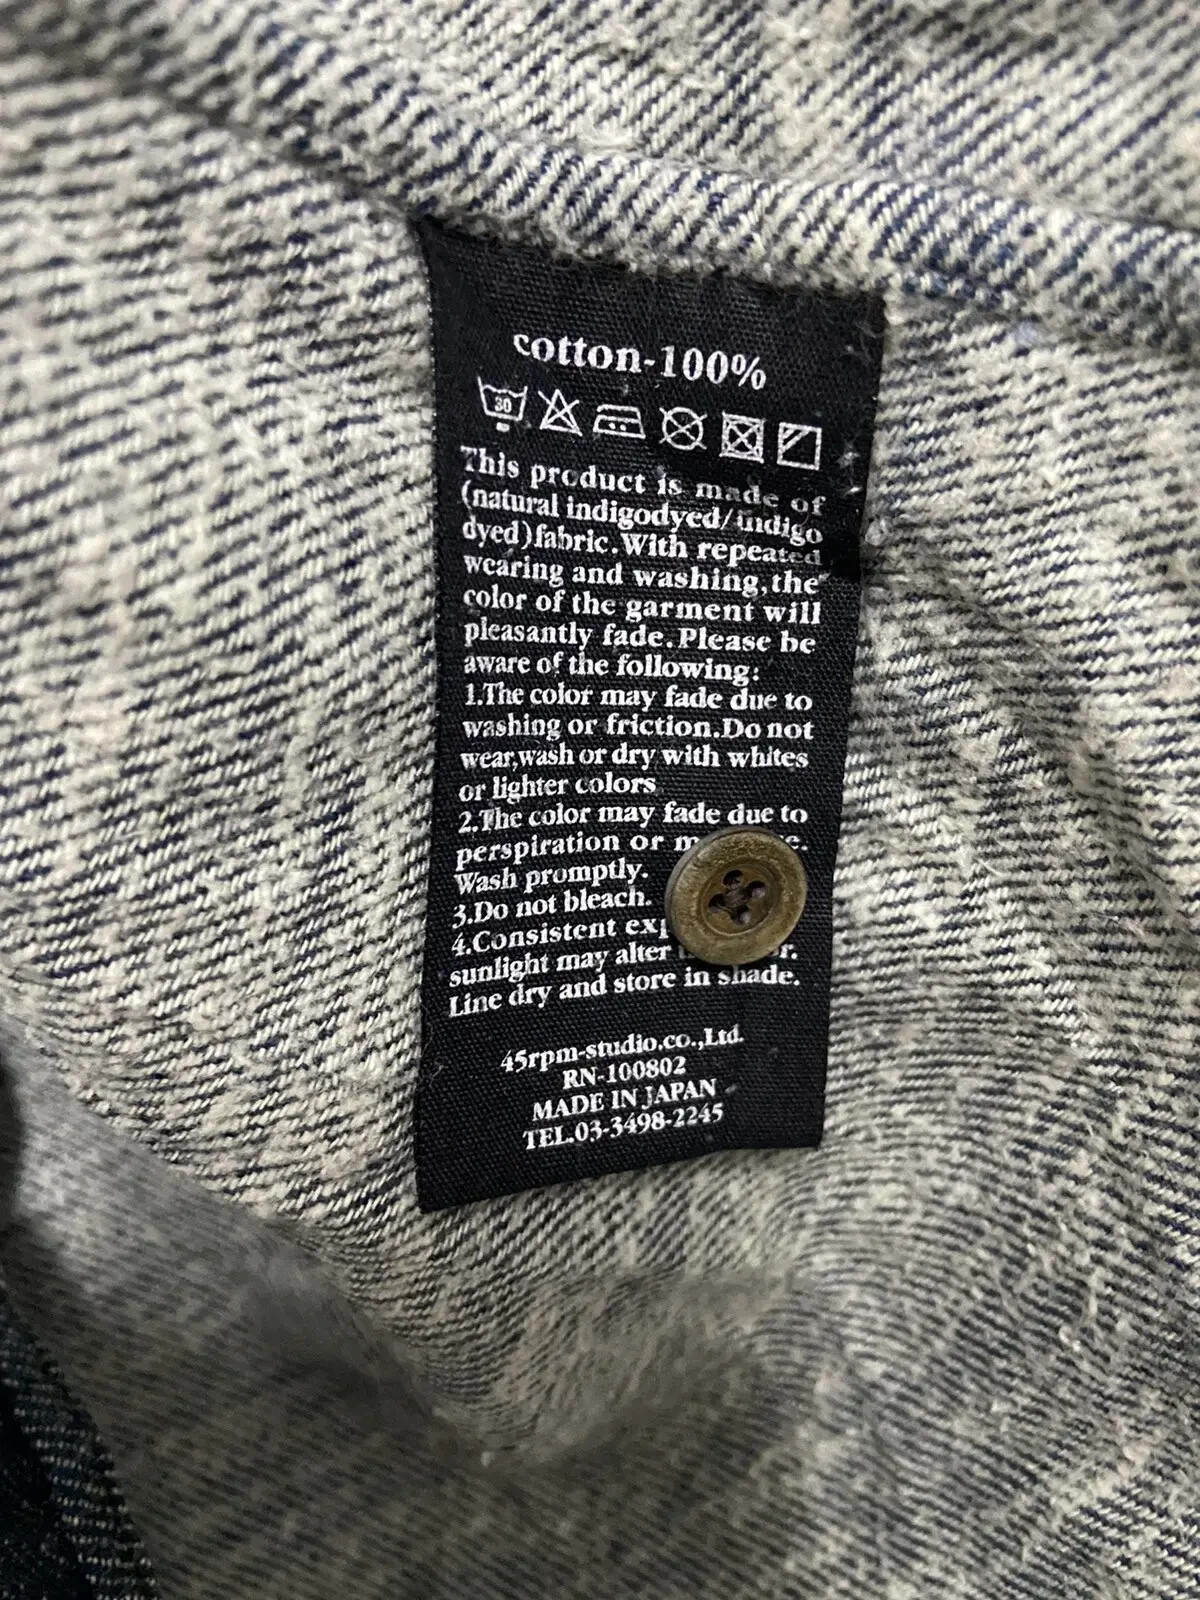 cotton-100%
30
This product is made of
(natural indigodyed/indigo
dyed)fabric.With repeated
wearing and washing,the
color of the garment will
pleasantly fade.Please be
aware of the following:
1.The color may fade due to
washing or friction.Do not
wear,wash or dry with whites
or lighter colors
2.The color may fade due to
perspiration or
Wash promptly.
3.Do not bleach.
4.Consistent
sunlight may alter
Line dry and store in shade.
45rpm-studio.co.,Ltd.
RN-100802
MADE IN JAPAN
TEL.03-3498-2245